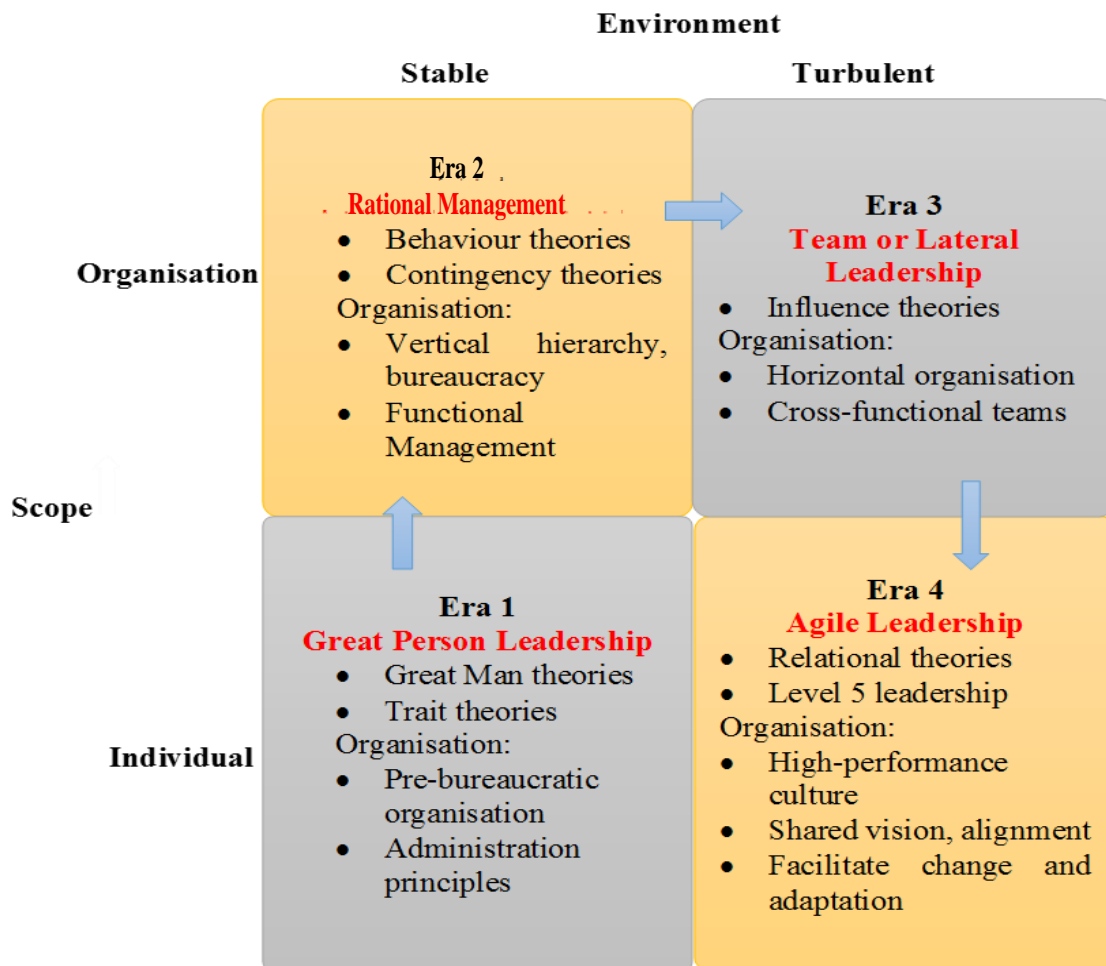 Environment
Stable
Turbulent
Era 2
Rational Management
● Behaviour theories
● Contingency theories
Organisation:
● Vertical hierarchy,
bureaucracy
● Functional
Management
Era 3
Team or Lateral
Leadership
● Influence theories
Organisation:
● Horizontal organisation
● Cross-functional teams
Organisation
Scope
Individual
Era 1
Great Person Leadership
● Great Man theories
● Trait theories
Organisation:
● Pre-bureaucratic
organisation
● Administration
principles
Era 4
Agile Leadership
● Relational theories
● Level 5 leadership
Organisation:
● High-performance
culture
● Shared vision, alignment
● Facilitate change and
adaptation